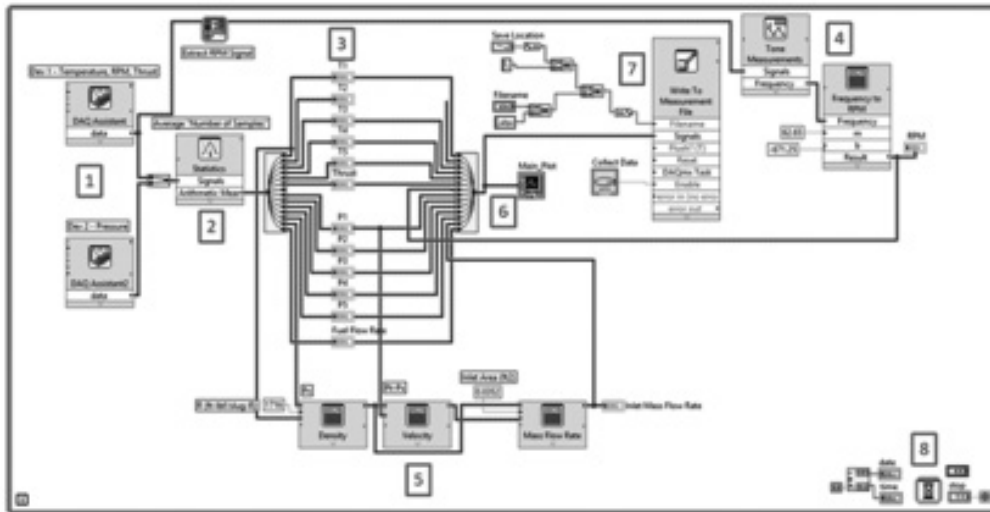 Extract RPM Signal
Dev 1 - Temperature, RPM, Thrust
DAQ Assistant
data
1
Average "Number of Samples"
Statistics
Signals
Arithmetic Mean
2
Dev 2 - Pressure
DAQ Assistant2
data
3
T1
T2
T3
T4
T5
Thrust
P1
P2
P3
P4
P5
Fuel Flow Rate
Save Location
Filename
7
Write To
Measurement
File
Filename
Signals
Reset
DAQmx Task
Enable
error out
Collect Data
Main_Plot
6
Tone
Measurements
Signals
Frequency
4
Frequency to
RPM
Frequency
m
b
Result
RPM
Density
Velocity
Inlet Area (ft2)
Mass Flow Rate
Inlet Mass Flow Rate
5
8
date
time
stop